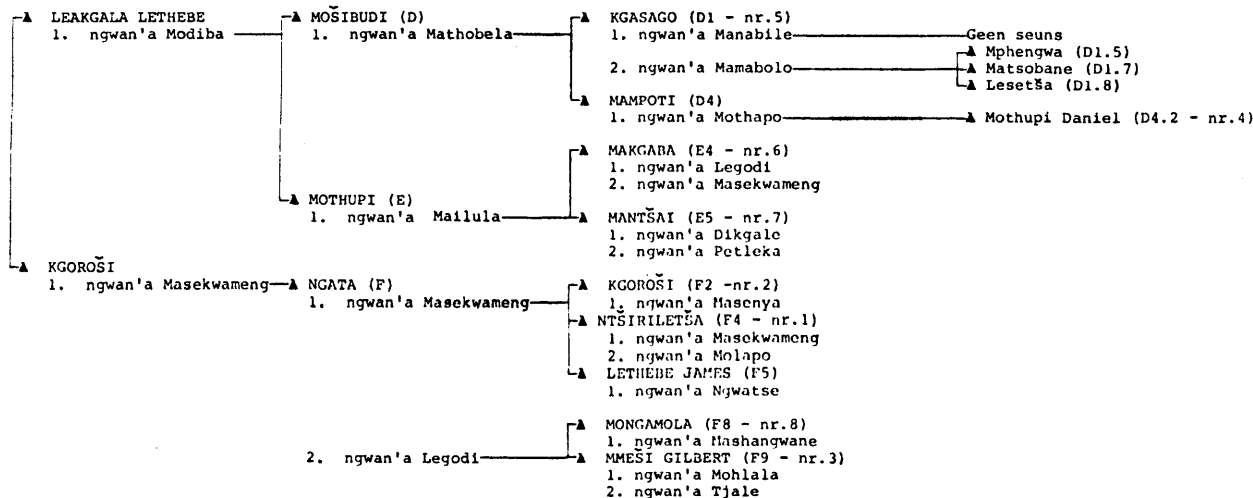 LEAKGALA LETHEBE
1. ngwan'a Modiba
MOŠIBUDI (D)
1. ngwan'a Mathobela
KGASAGO (D1 - nr.5)
1. ngwan'a Manabile
Geen seuns
2. ngwan'a Mamabolo
Mphengwa (D1.5)
Matsobane (D1.7)
Lesetša (D1.8)
MAMPOTI (D4)
1. ngwan'a Mothapo
Mothupi Daniel (D4.2 - nr.4)
MOTHUPI (E)
1. ngwan'a Mailula
MAKGABA (E4 - nr.6)
1. ngwan'a Legodi
2. ngwan'a Masekwameng
MANTŠAI (E5 - nr.7)
1. ngwan'a Dikgale
2. ngwan'a Petleka
KGOROŠI
1. ngwan'a Masekwameng
NGATA (F)
1. ngwan'a Masekwameng
KGOROŠI (F2 -nr.2)
1. ngwan'a Masenya
NTŠIRILETŠA (F4 - nr.1)
1. ngwan'a Masekwameng
2. ngwan'a Molapo
LETHEBE JAMES (F5)
1. ngwan'a Ngwatse
2. ngwan'a Legodi
MONGAMOLA (F8 - nr.8)
1. ngwan'a Mashangwane
MMEŠI GILBERT (F9 - nr.3)
1. ngwan'a Mohlala
2. ngwan'a Tjale